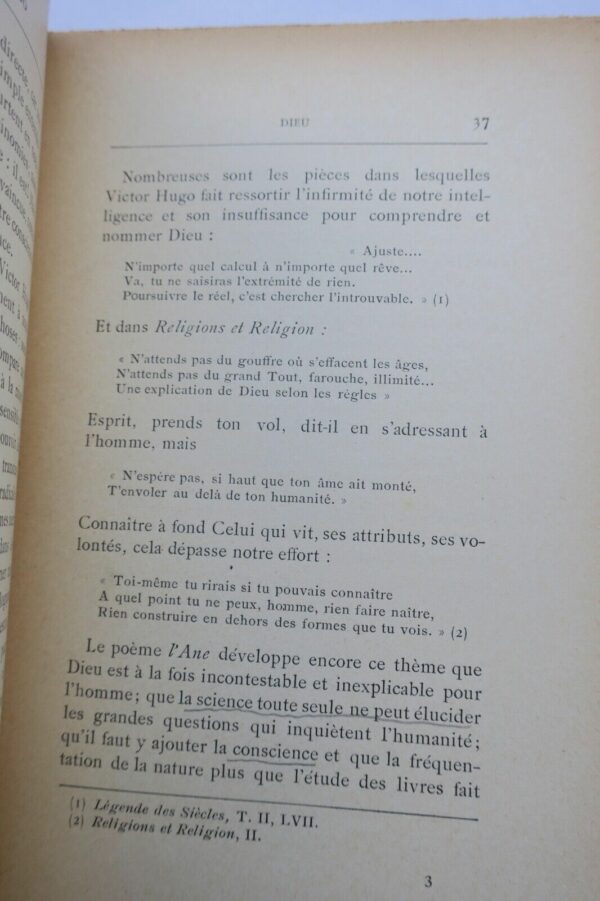 DIEU 37
Nombreuses sont les pièces dans lesquelles
Victor Hugo fait ressortir l'infirmité de notre intel-
ligence et son insuffisance pour comprendre et
nommer Dieu :
« Ajuste....
N'importe quel calcul à n'importe quel rêve...
Va, tu ne saisiras l'extrémité de rien.
Poursuivre le réel, c'est chercher l'introuvable. » (1)
Et dans Religions et Religion :
« N'attends pas du gouffre où s'effacent les âges,
N'attends pas du grand Tout, farouche, illimité...
Une explication de Dieu selon les règles »
Esprit, prends ton vol, dit-il en s'adressant à
l'homme, mais
« N'espère pas, si haut que ton âme ait monté,
T'envoler au delà de ton humanité. »
Connaître à fond Celui qui vit, ses attributs, ses vo-
lontés, cela dépasse notre effort :
« Toi-même tu rirais si tu pouvais connaître
A quel point tu ne peux, homme, rien faire naître,
Rien construire en dehors des formes que tu vois. » (2)
Le poème l'Ane développe encore ce thème que
Dieu est à la fois incontestable et inexplicable pour
l'homme ; que la science toute seule ne peut élucider
les grandes questions qui inquiètent l'humanité ;
qu'il faut y ajouter la conscience et que la fréquen-
tation de la nature plus que l'étude des livres fait
(1) Légende des Siècles, T. II, LVII.
(2) Religions et Religion, II.
3